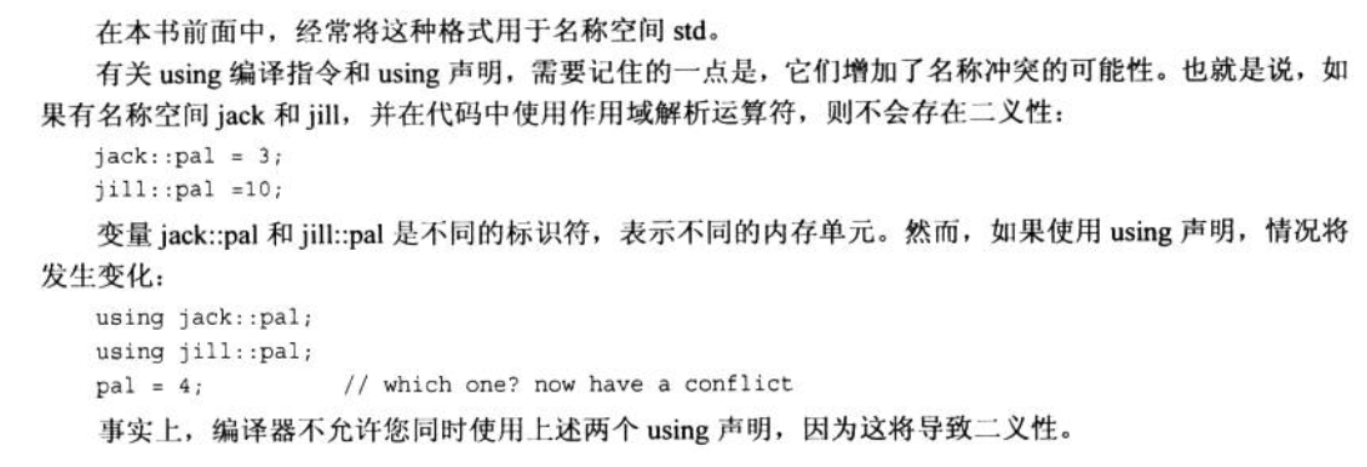 在本书前面中，经常将这种格式用于名称空间 std。
有关 using 编译指令和 using 声明，需要记住的一点是，它们增加了名称冲突的可能性。也就是说，如
果有名称空间 jack 和 jill，并在代码中使用作用域解析运算符，则不会存在二义性：
jack::pal = 3;
jill::pal =10;
变量 jack::pal 和 jill::pal 是不同的标识符，表示不同的内存单元。然而，如果使用 using 声明，情况将
发生变化：
using jack::pal;
using jill::pal;
pal = 4; // which one? now have a conflict
事实上，编译器不允许您同时使用上述两个 using 声明，因为这将导致二义性。